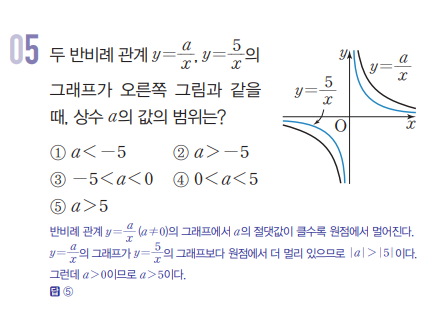 05 두 반비례 관계 y=a/x, y=5/x의
그래프가 오른쪽 그림과 같을
때, 상수 a의 값의 범위는?
① a<-5 ② a>-5
③ -5<a<0 ④ 0<a<5
⑤ a>5
y
y=a/x
y=5/x
O
x
반비례 관계 y=a/x (a≠0)의 그래프에서 a의 절댓값이 클수록 원점에서 멀어진다.
y=a/x의 그래프가 y=5/x의 그래프보다 원점에서 더 멀리 있으므로 |a|>|5|이다.
그런데 a>0이므로 a>5이다.
답 ⑤